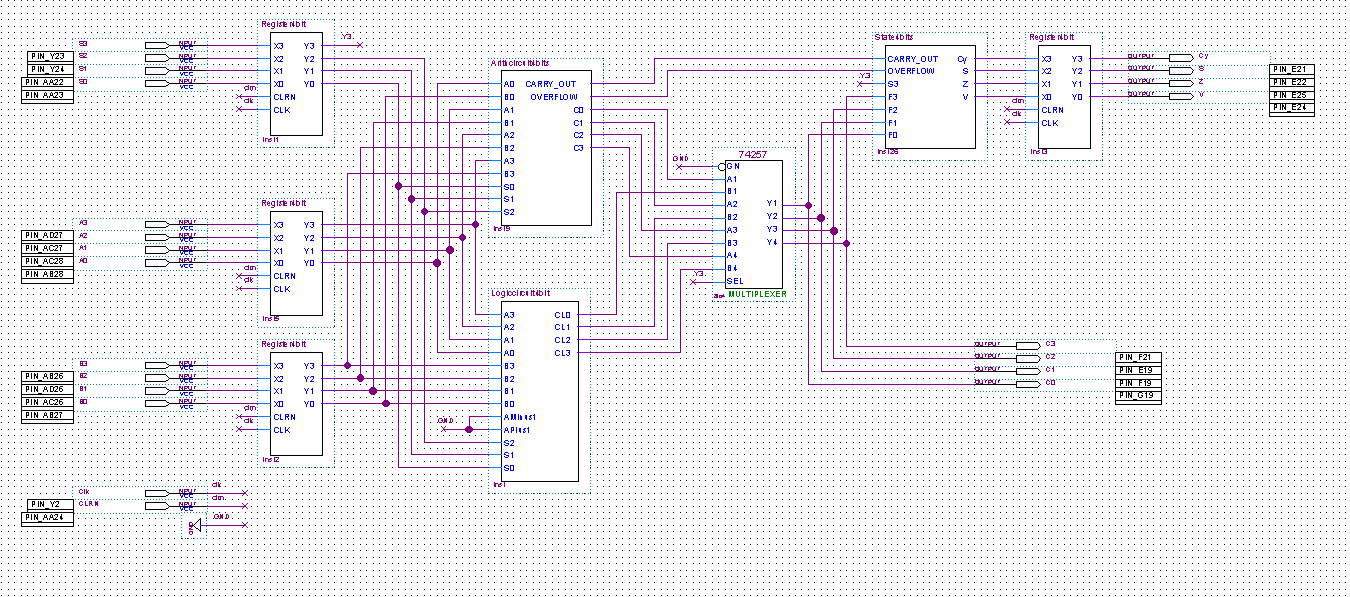 Register4bit
S3
S2
S1
S0
INPUT
VCC
INPUT
VCC
INPUT
VCC
INPUT
VCC
PIN_Y23
PIN_Y24
PIN_AA22
PIN_AA23
clrn
clk
X3 Y3
X2 Y2
X1 Y1
X0 Y0
CLRN
CLK
inst1
Y3
Register4bit
A3
A2
A1
A0
INPUT
VCC
INPUT
VCC
INPUT
VCC
INPUT
VCC
PIN_AD27
PIN_AC27
PIN_AC28
PIN_AB28
clrn
clk
X3 Y3
X2 Y2
X1 Y1
X0 Y0
CLRN
CLK
inst5
Register4bit
B3
B2
B1
B0
INPUT
VCC
INPUT
VCC
INPUT
VCC
INPUT
VCC
PIN_AB26
PIN_AD26
PIN_AC26
PIN_AB27
clrn
clk
X3 Y3
X2 Y2
X1 Y1
X0 Y0
CLRN
CLK
inst2
Clk
CLRN
INPUT
VCC
INPUT
VCC
clk
clrn
GND
GND
PIN_Y2
PIN_AA24
Arithcircuit4bits
A0 CARRY_OUT
B0 OVERFLOW
A1 C0
B1 C1
A2 C2
B2 C3
A3
B3
S0
S1
S2
inst9
Logiccircuit4bit
A3 CL0
A2 CL1
A1 CL2
A0 CL3
B3
B2
B1
B0
AMinus1
APlus1
S2
S1
S0
inst
GND
74257
GND
GN
A1
B1
A2 Y1
B2 Y2
A3 Y3
B3 Y4
A4
B4
SEL
Y3
MULTIPLEXER
State4bits
CARRY_OUT Cy
OVERFLOW S
S3 Z
F3 V
F2
F1
F0
Y3
inst26
Register4bit
X3 Y3
X2 Y2
X1 Y1
X0 Y0
CLRN
CLK
clrn
clk
inst3
OUTPUT Cy
OUTPUT S
OUTPUT Z
OUTPUT V
PIN_E21
PIN_E22
PIN_E25
PIN_E24
OUTPUT C3
OUTPUT C2
OUTPUT C1
OUTPUT C0
PIN_F21
PIN_E19
PIN_F19
PIN_G19